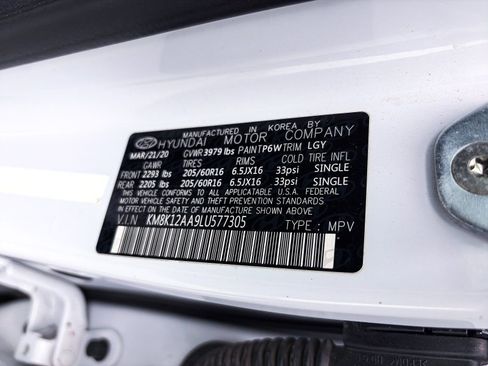 MANUFACTURED IN KOREA BY
HYUNDAI MOTOR COMPANY
MAR/21/20 GVWR 3979 lbs PAINT P6W TRIM LGY
GAWR TIRES RIMS COLD TIRE INFL
FRONT 2293 lbs 205/60R16 6.5JX16 33psi SINGLE
REAR 2205 lbs 205/60R16 6.5JX16 33psi SINGLE
THIS VEHICLE CONFORMS TO ALL APPLICABLE U.S.A. FEDERAL
MOTOR VEHICLE SAFETY, BUMPER AND THEFT PREVENTION STANDARDS
IN EFFECT ON THE DATE OF MANUFACTURE SHOWN ABOVE.
V.I.N KM8K12AA9LU577305 TYPE : MPV